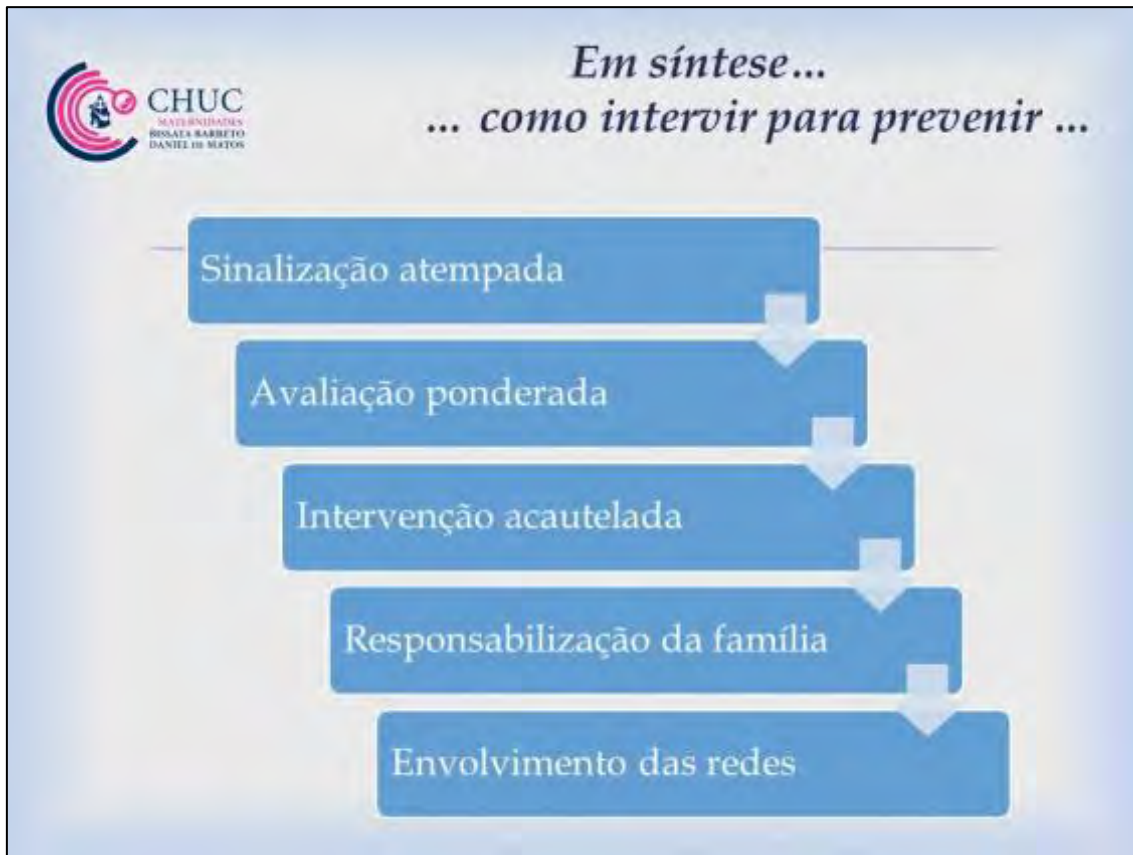 Em síntese...
... como intervir para prevenir ...
CHUC
MATERNIDADES
BISSAYA BARRETO
DANIEL DE MATOS
Sinalização atempada
Avaliação ponderada
Intervenção acautelada
Responsabilização da família
Envolvimento das redes